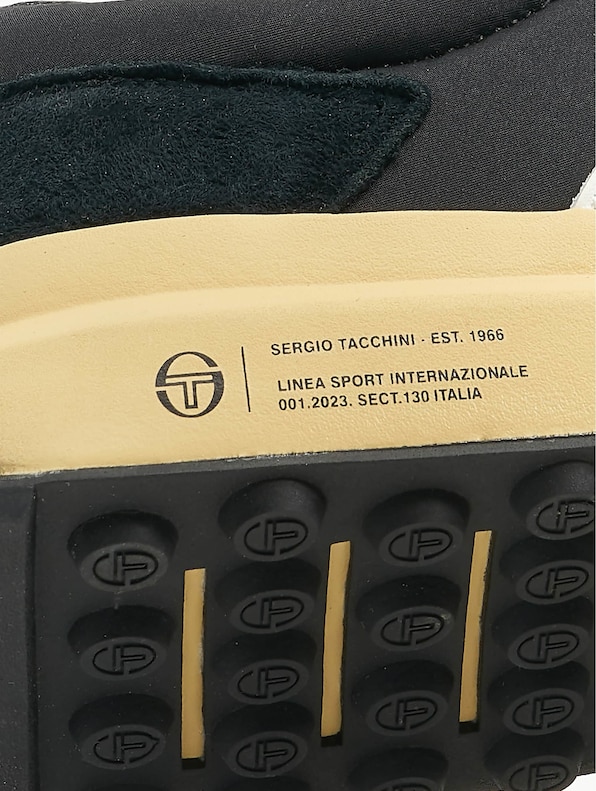 SERGIO TACCHINI · EST. 1966
LINEA SPORT INTERNAZIONALE
001.2023. SECT.130 ITALIA